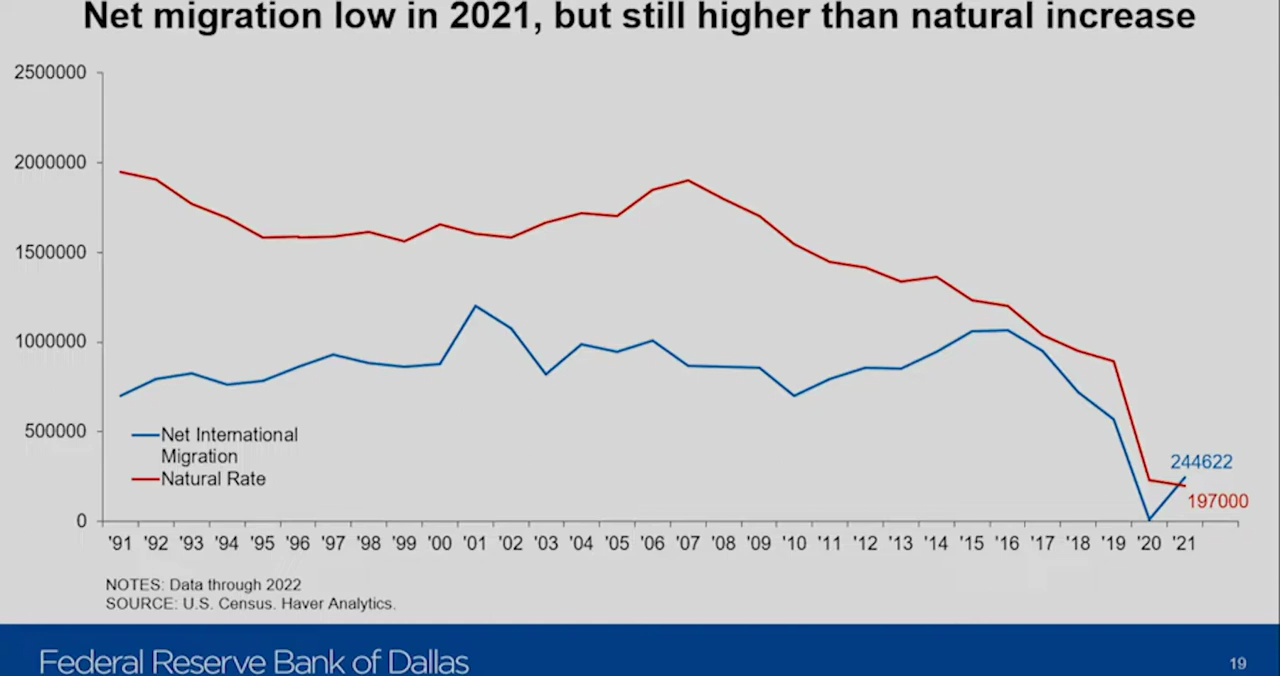 Net migration low in 2021, but still higher than natural increase
2500000
2000000
1500000
1000000
500000
0
Net International
Migration
Natural Rate
244622
197000
'91 '92 '93 '94 '95 '96 '97 '98 '99 '00 '01 '02 '03 '04 '05 '06 '07 '08 '09 '10 '11 '12 '13 '14 '15 '16 '17 '18 '19 '20 '21
NOTES: Data through 2022
SOURCE: U.S. Census. Haver Analytics.
Federal Reserve Bank of Dallas
19